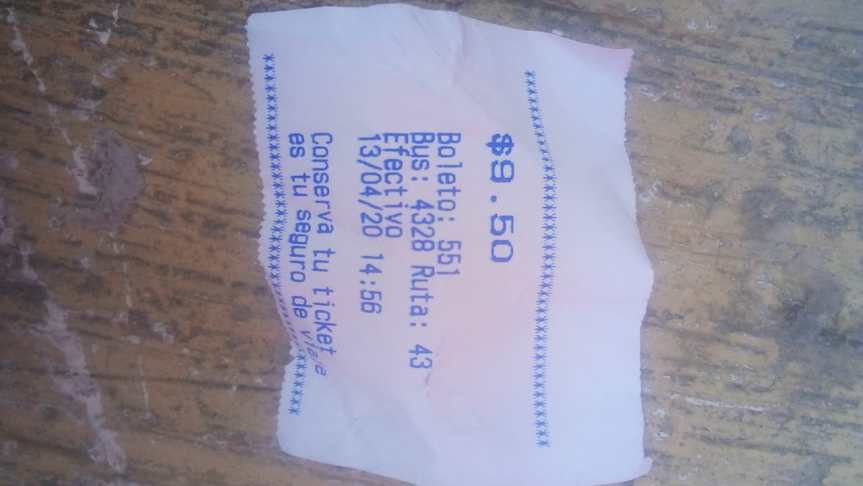 ***********************************
$9.50
Boleto: 551
Bus: 4328 Ruta: 43
Efectivo
13/04/20 14:56
Conserva tu ticket
es tu seguro de viaje
***********************************